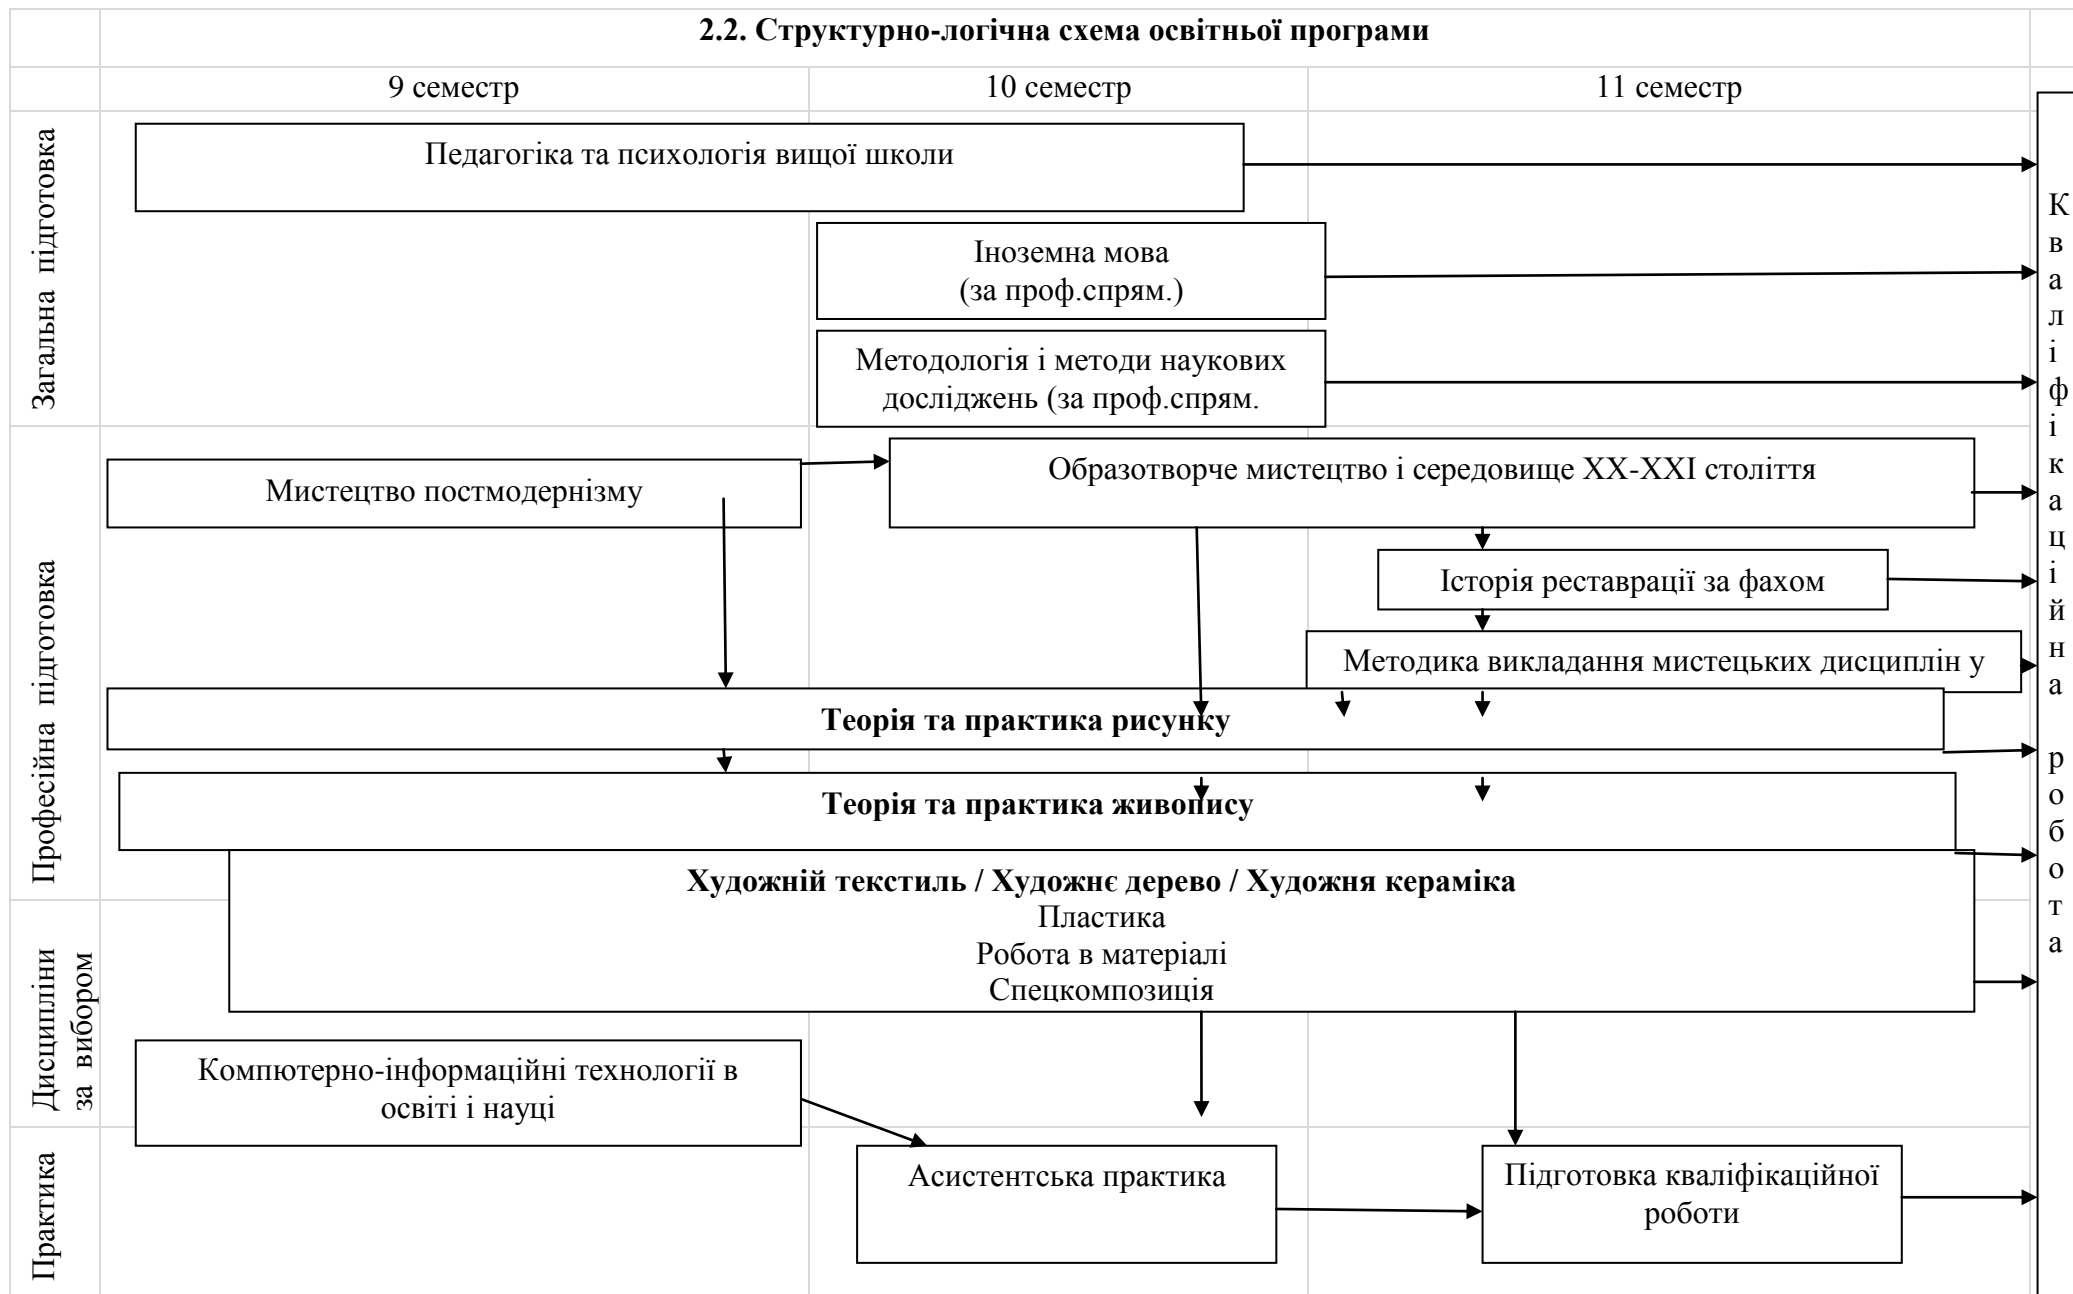 2.2. Структурно-логічна схема освітньої програми
9 семестр
10 семестр
11 семестр
Загальна підготовка
Педагогіка та психологія вищої школи
Іноземна мова
(за проф.спрям.)
Методологія і методи наукових
досліджень (за проф.спрям.
Професійна підготовка
Мистецтво постмодернізму
Образотворче мистецтво і середовище ХХ-ХХІ століття
Історія реставрації за фахом
Методика викладання мистецьких дисциплін у
Теорія та практика рисунку
Теорія та практика живопису
Художній текстиль / Художнє дерево / Художня кераміка
Пластика
Робота в матеріалі
Спецкомпозиція
Дисципліни
за вибором
Компютерно-інформаційні технології в
освіті і науці
Практика
Асистентська практика
Підготовка кваліфікаційної
роботи
Кваліфікаційна робота